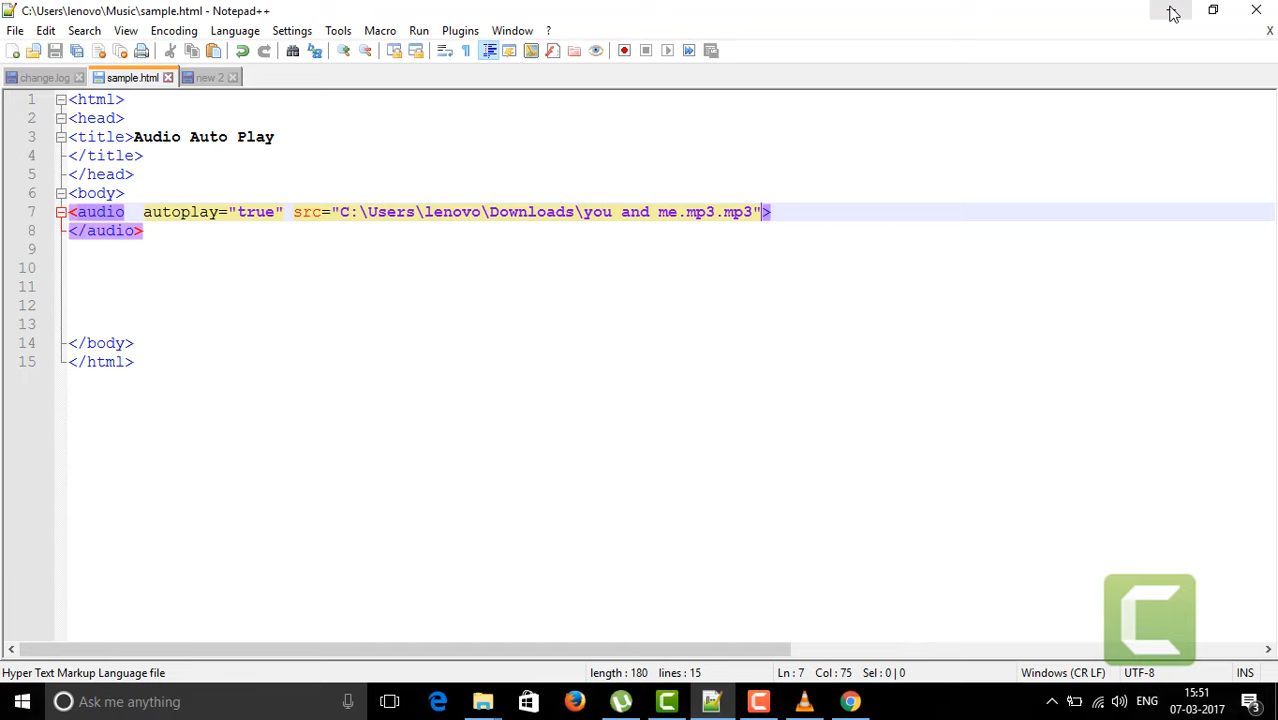 C:\Users\lenovo\Music\sample.html - Notepad++
File Edit Search View Encoding Language Settings Tools Macro Run Plugins Window ? X
change.log sample.html new 2
1 <html>
2 <head>
3 <title>Audio Auto Play
4 </title>
5 </head>
6 <body>
7 <audio  autoplay="true" src="C:\Users\lenovo\Downloads\you and me.mp3.mp3">
8 </audio>
9
10
11
12
13
14 </body>
15 </html>
Hyper Text Markup Language file length : 180 lines : 15 Ln : 7 Col : 75 Sel : 0 | 0 Windows (CR LF) UTF-8 INS
Ask me anything ENG 15:51
07-03-2017 3